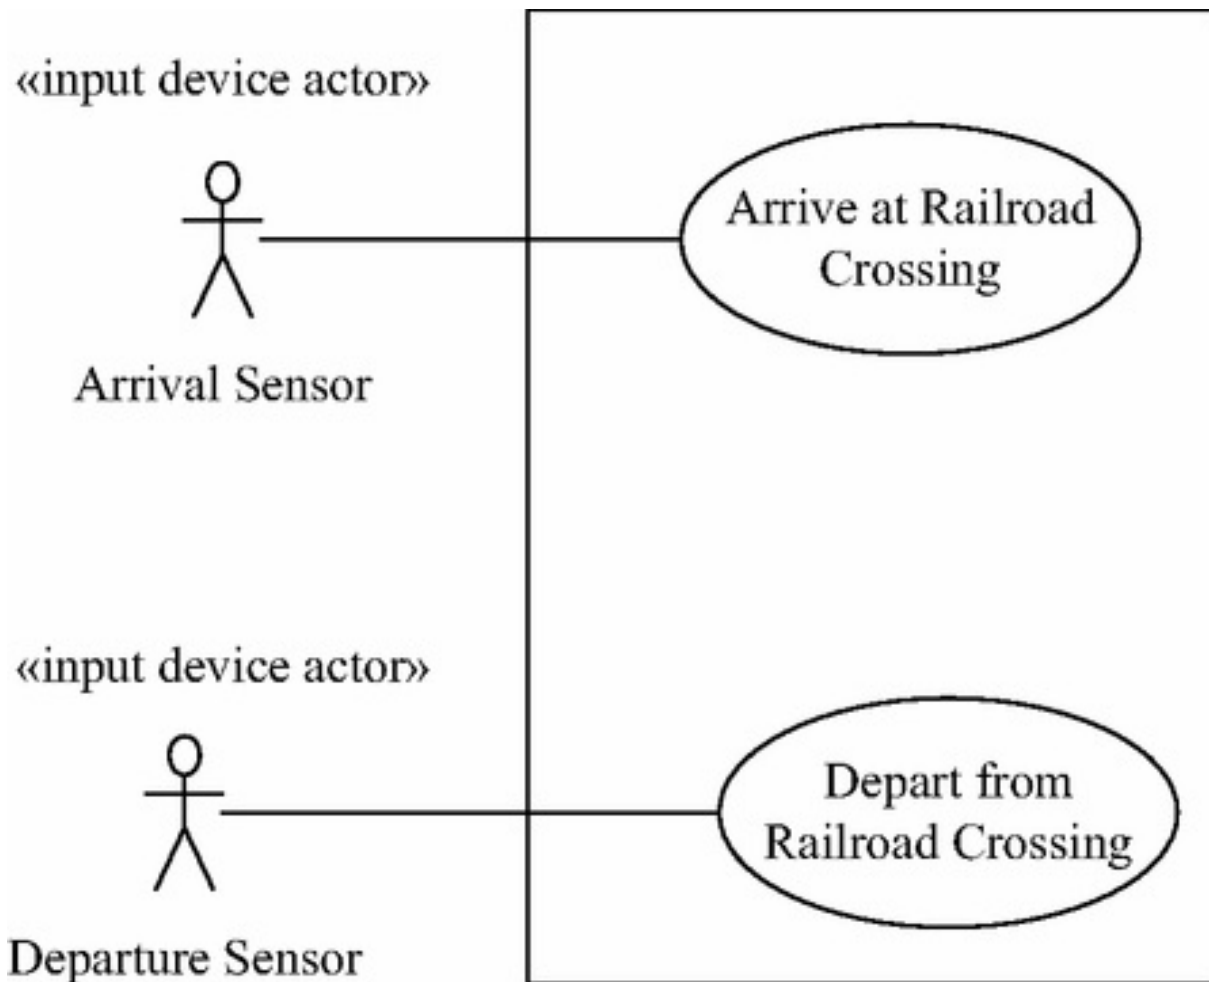 «input device actor»
Arrive at Railroad
Crossing
Arrival Sensor
«input device actor»
Depart from
Railroad Crossing
Departure Sensor